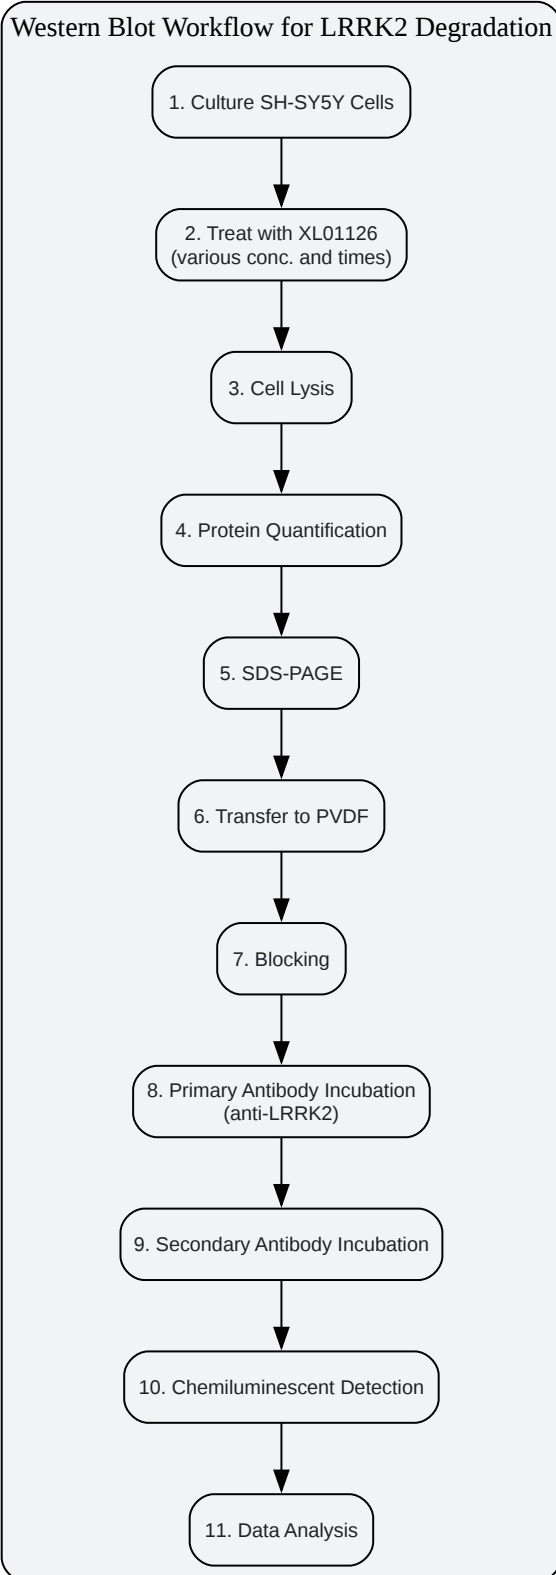 Western Blot Workflow for LRRK2 Degradation
1. Culture SH-SY5Y Cells
2. Treat with XL01126
(various conc. and times)
3. Cell Lysis
4. Protein Quantification
5. SDS-PAGE
6. Transfer to PVDF
7. Blocking
8. Primary Antibody Incubation
(anti-LRRK2)
9. Secondary Antibody Incubation
10. Chemiluminescent Detection
11. Data Analysis